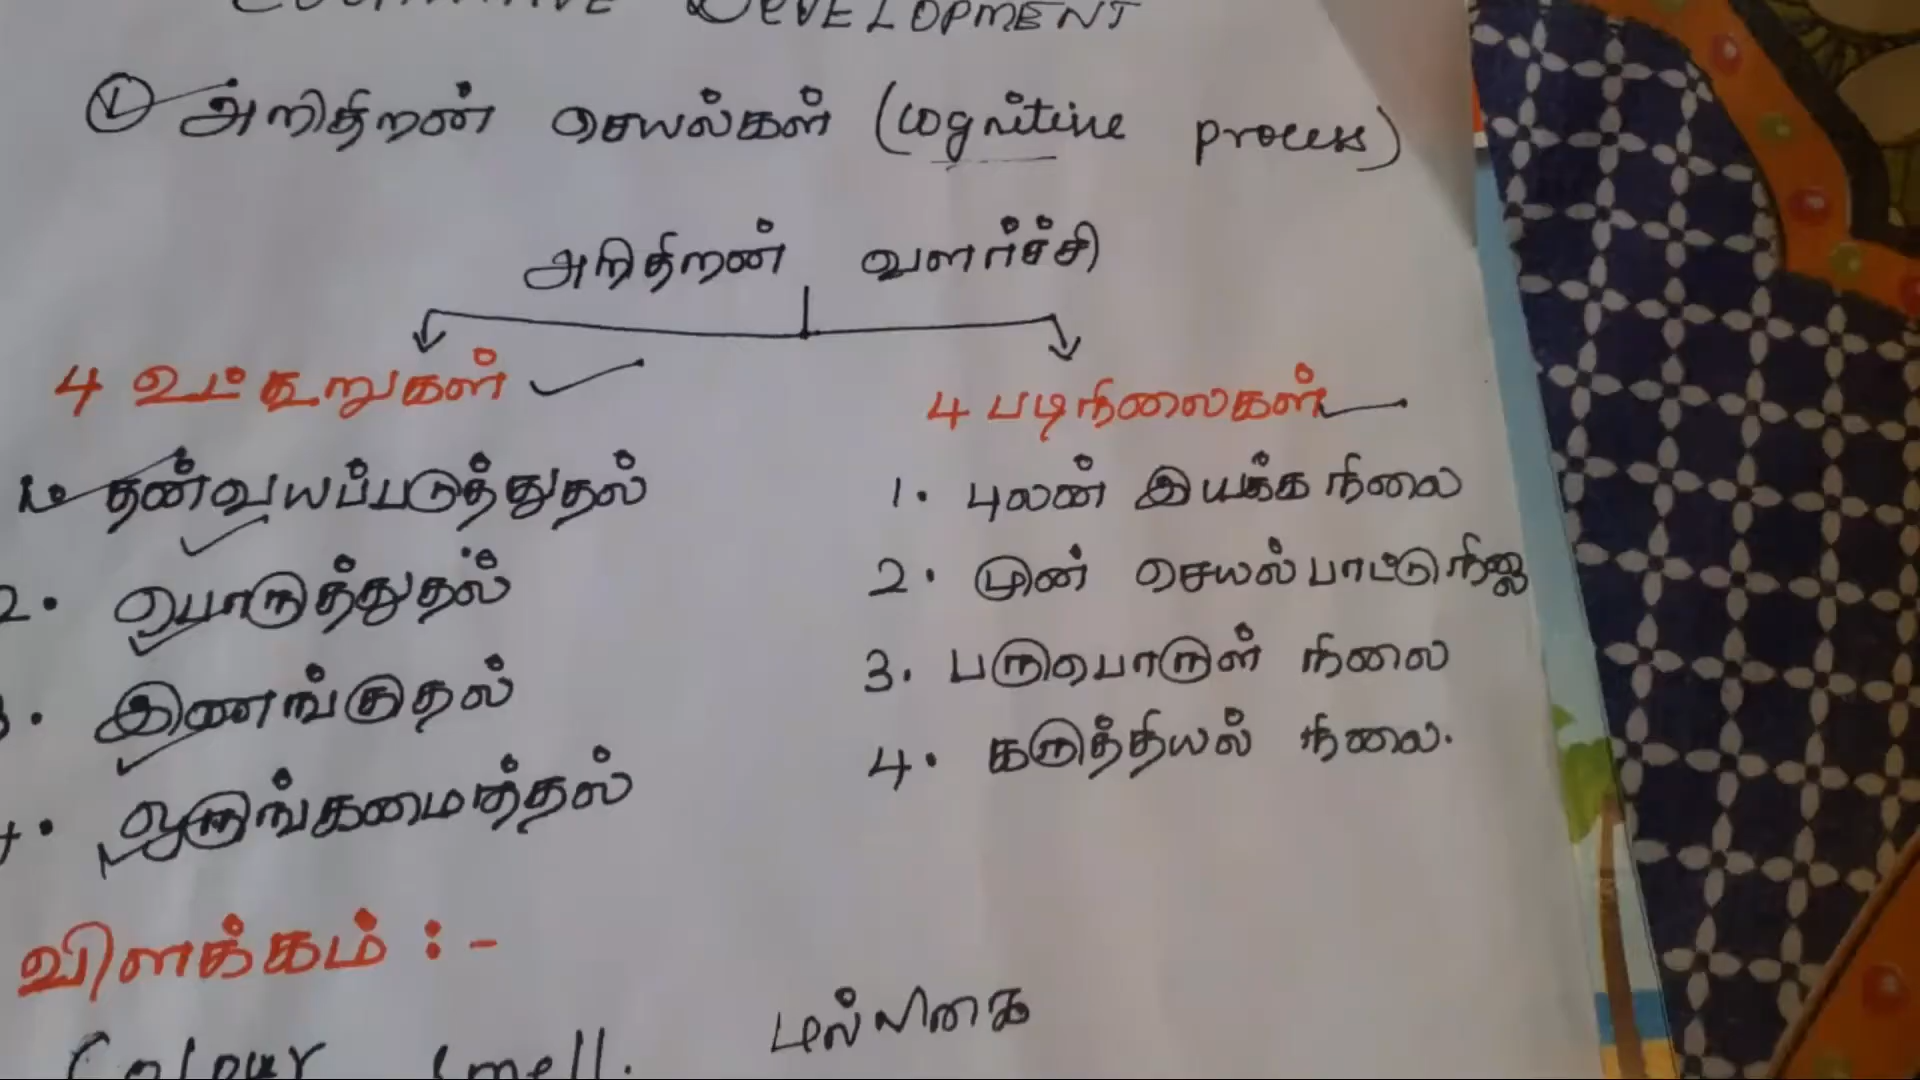 COGNITIVE DEVELOPMENT
1 அறிதிறன் செயல்கள் (cognitive process)
அறிதிறன் வளர்ச்சி
4 உட்கூறுகள்
1. தன்வயப்படுத்துதல்
2. பொருத்துதல்
3. இணங்குதல்
4. ஒருங்கமைத்தல்
4 படிநிலைகள்
1. புலன் இயக்க நிலை
2. முன் செயல்பாட்டு நிலை
3. பருபொருள் நிலை
4. கருத்தியல் நிலை.
விளக்கம் :-
Colour smell. மல்லிகை